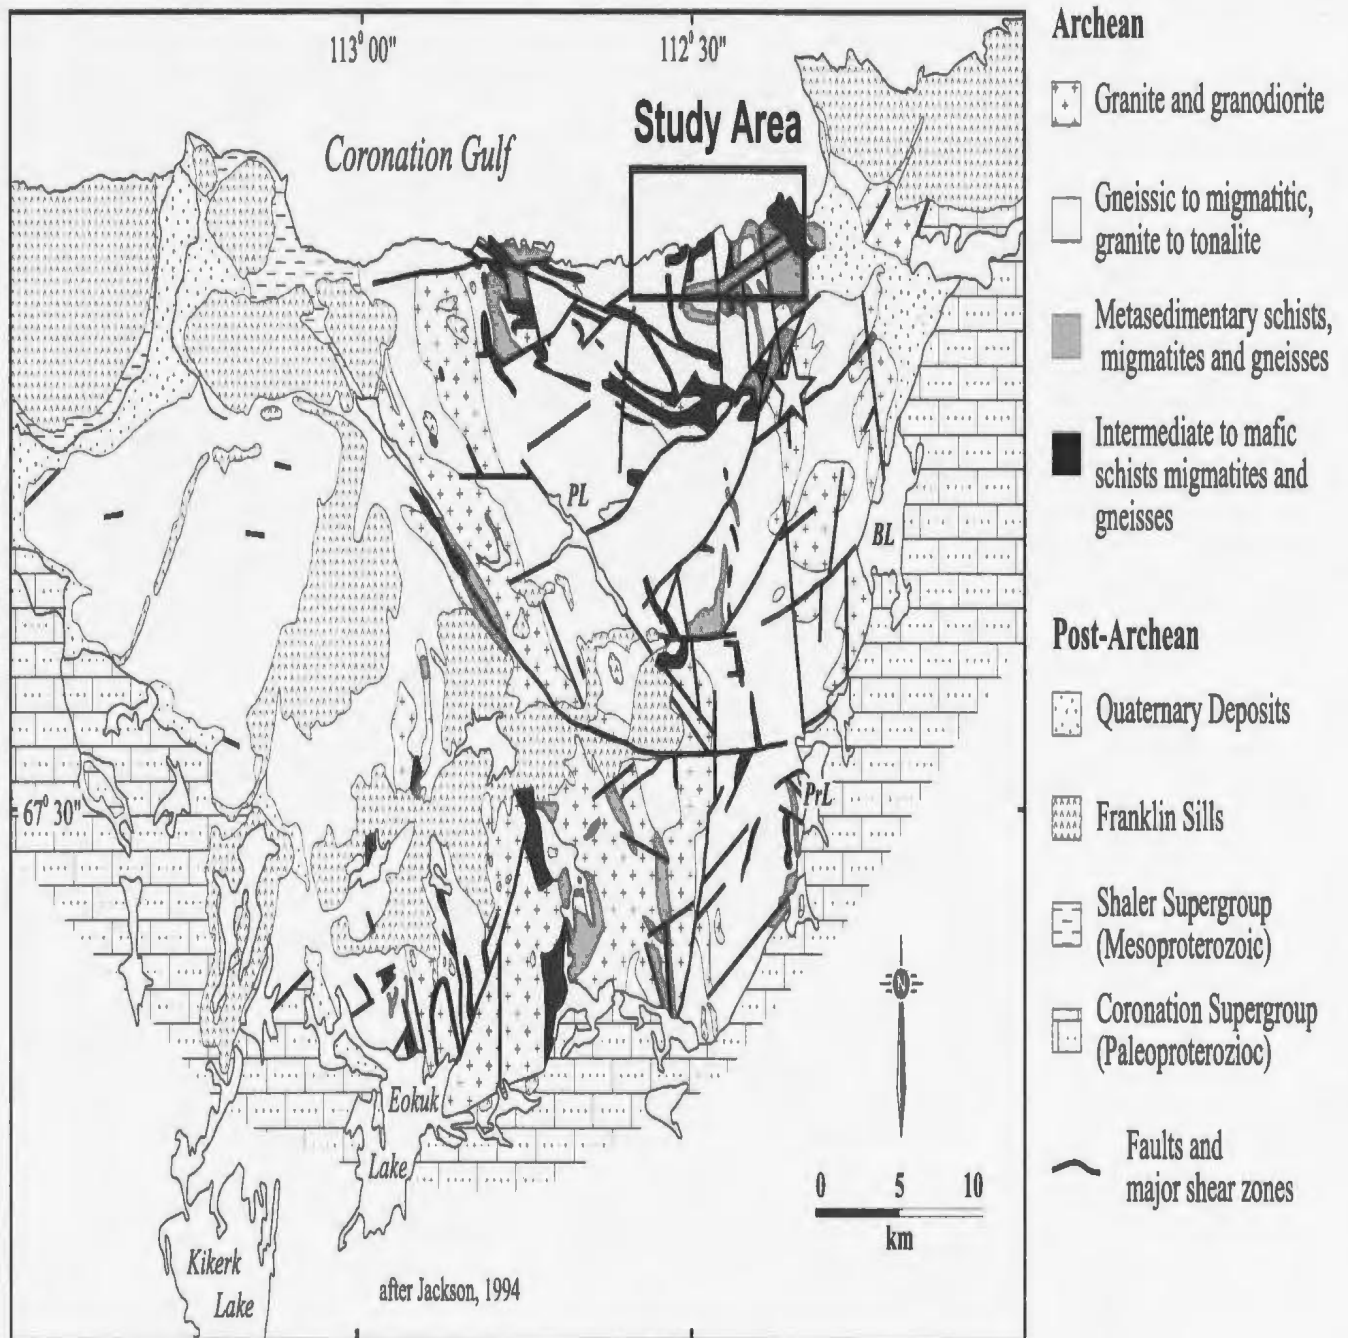 113⁰ 00"
112⁰ 30"
Study Area
Coronation Gulf
PL
BL
67⁰ 30"
PrL
N
Eokuk
Lake
0 5 10
km
Kikerk
Lake
after Jackson, 1994
Archean
Granite and granodiorite
Gneissic to migmatitic,
granite to tonalite
Metasedimentary schists,
migmatites and gneisses
Intermediate to mafic
schists migmatites and
gneisses
Post-Archean
Quaternary Deposits
Franklin Sills
Shaler Supergroup
(Mesoproterozoic)
Coronation Supergroup
(Paleoproterozioc)
Faults and
major shear zones